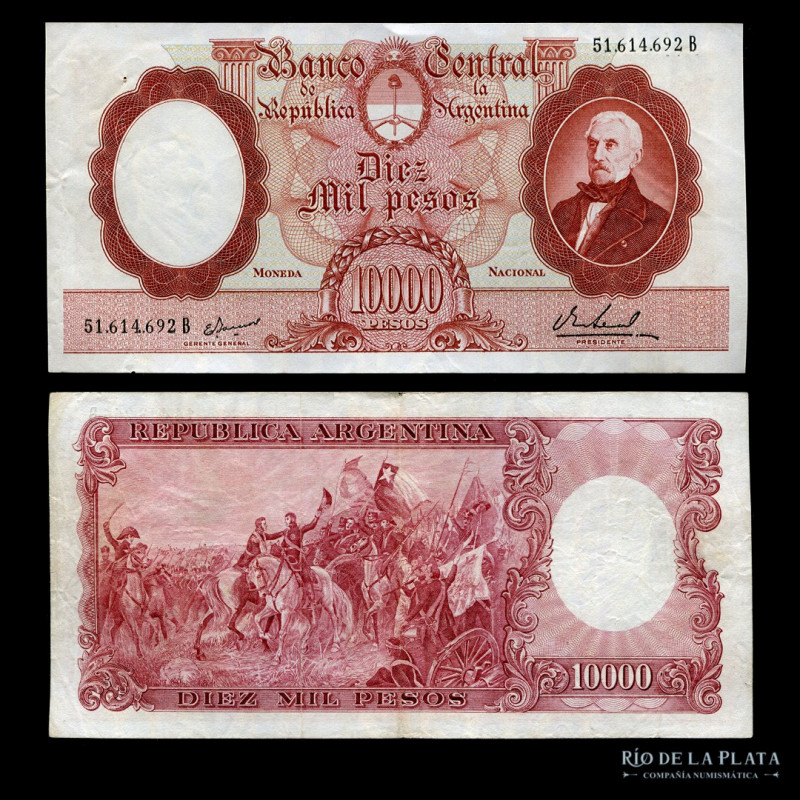 51.614.692 B
Banco Central
de la
República Argentina
Diez
Mil pesos
MONEDA NACIONAL
10000
PESOS
51.614.692 B
GERENTE GENERAL
PRESIDENTE
REPUBLICA ARGENTINA
DIEZ MIL PESOS
10000
RÍO DE LA PLATA
COMPAÑÍA NUMISMÁTICA